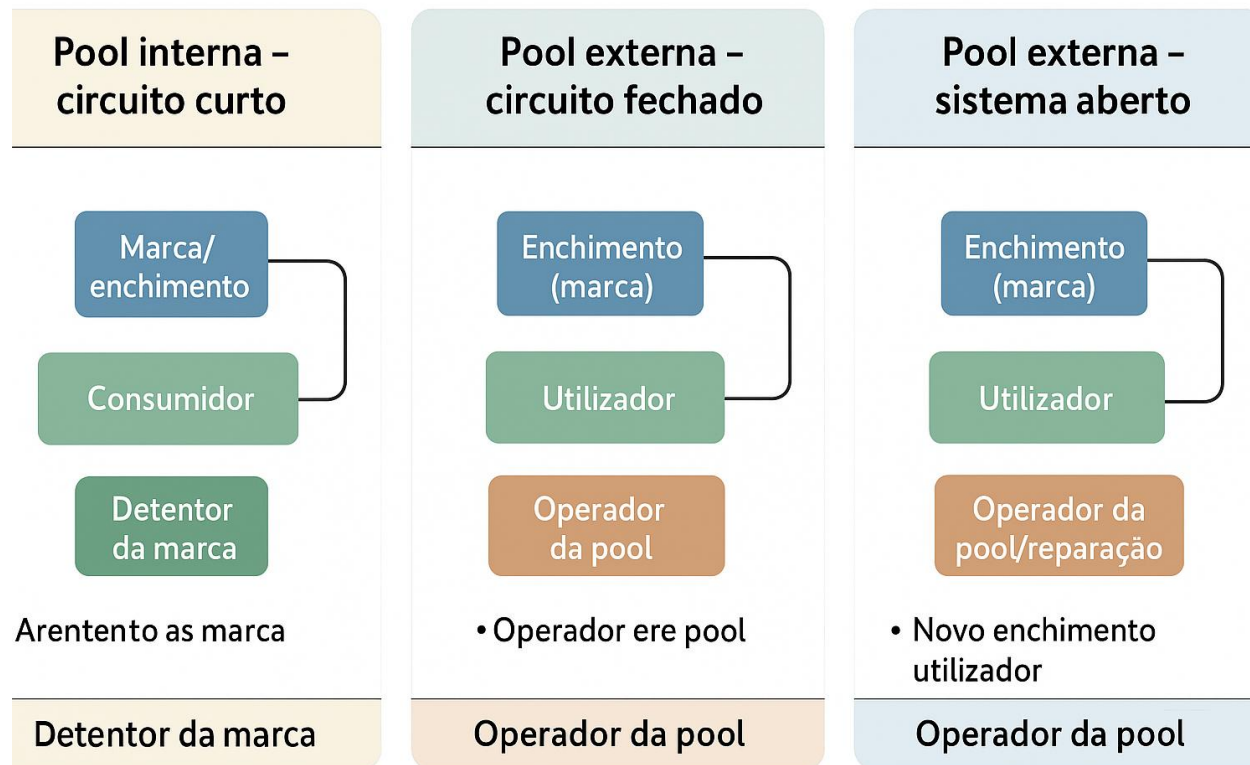 Pool interna –
circuito curto
Marca/
enchimento
Consumidor
Detentor
da marca
Arentento as marca
Detentor da marca
Pool externa –
circuito fechado
Enchimento
(marca)
Utilizador
Operador
da pool
• Operador ere pool
Operador da pool
Pool externa –
sistema aberto
Enchimento
(marca)
Utilizador
Operador da
pool/reparação
• Novo enchimento
utilizador
Operador da pool